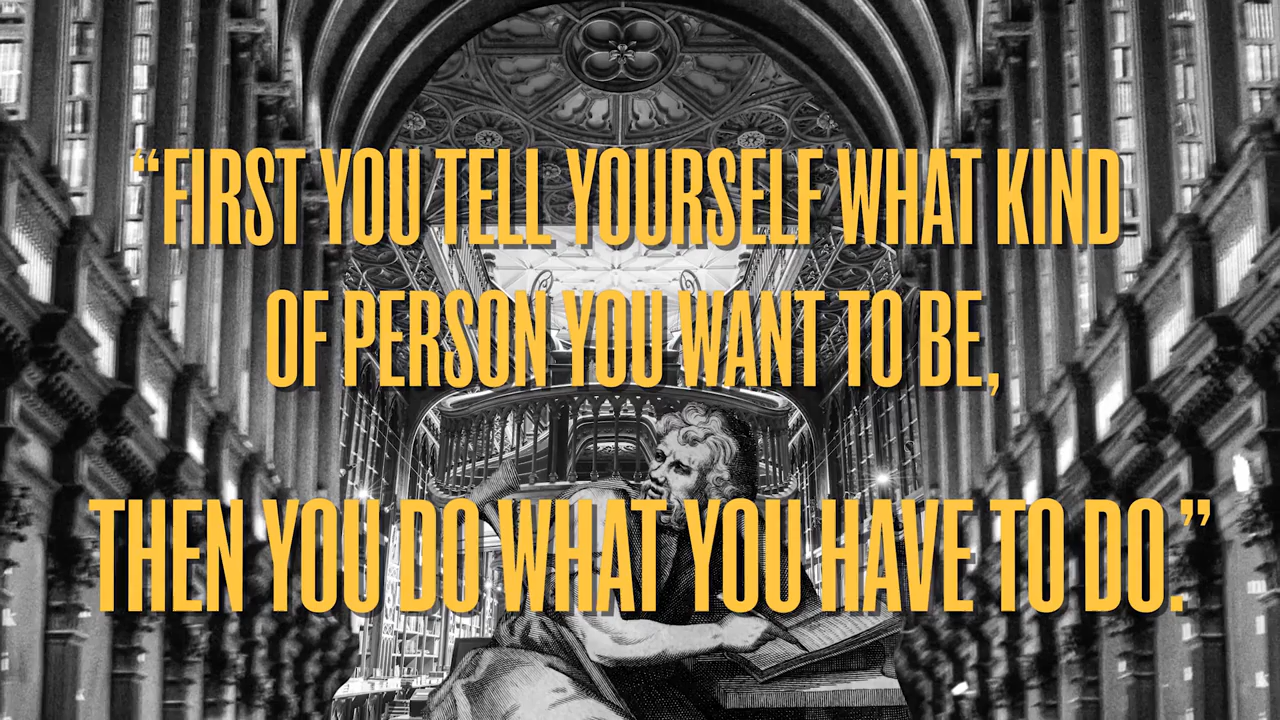 “FIRST YOU TELL YOURSELF WHAT KIND
OF PERSON YOU WANT TO BE,
THEN YOU DO WHAT YOU HAVE TO DO.”